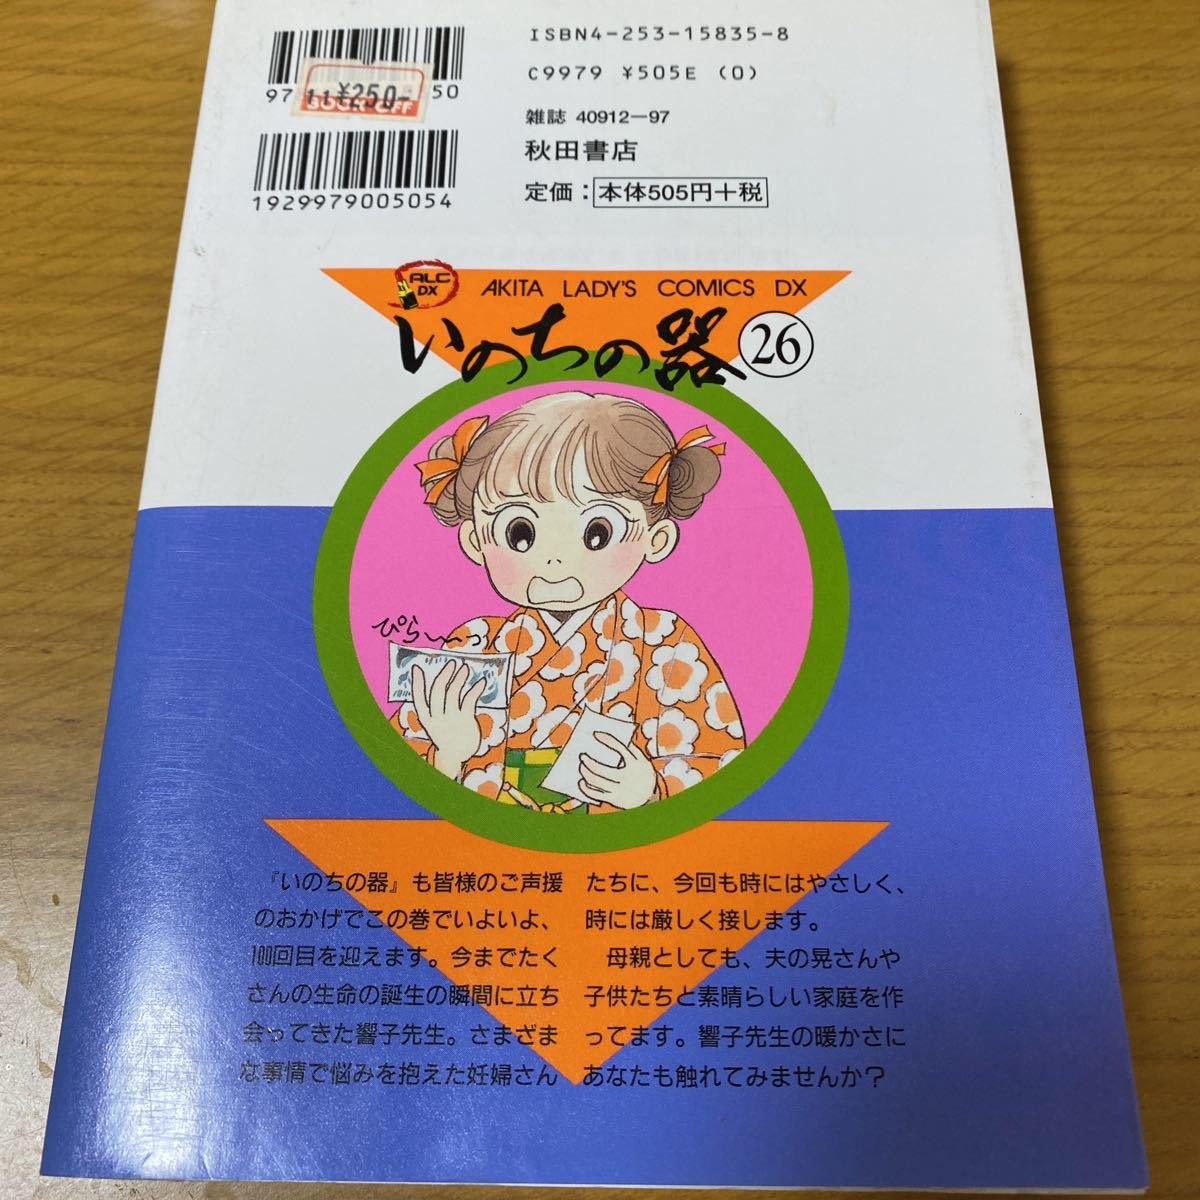 ISBN4-253-15835-8
C9979 ¥505E (0)
雑誌 40912-97
秋田書店
定価：本体505円+税
97
11 ¥250-
50
BOOK OFF
1929979005054
ALC
DX
AKITA LADY'S COMICS DX
いのちの器 26
ぴら〜〜っ
『いのちの器』も皆様のご声援
のおかげでこの巻でいよいよ、
100回目を迎えます。今までたく
さんの生命の誕生の瞬間に立ち
会ってきた響子先生。さまざま
な事情で悩みを抱えた妊婦さん
たちに、今回も時にはやさしく、
時には厳しく接します。
母親としても、夫の晃さんや
子供たちと素晴らしい家庭を作
ってます。響子先生の暖かさに
あなたも触れてみませんか？